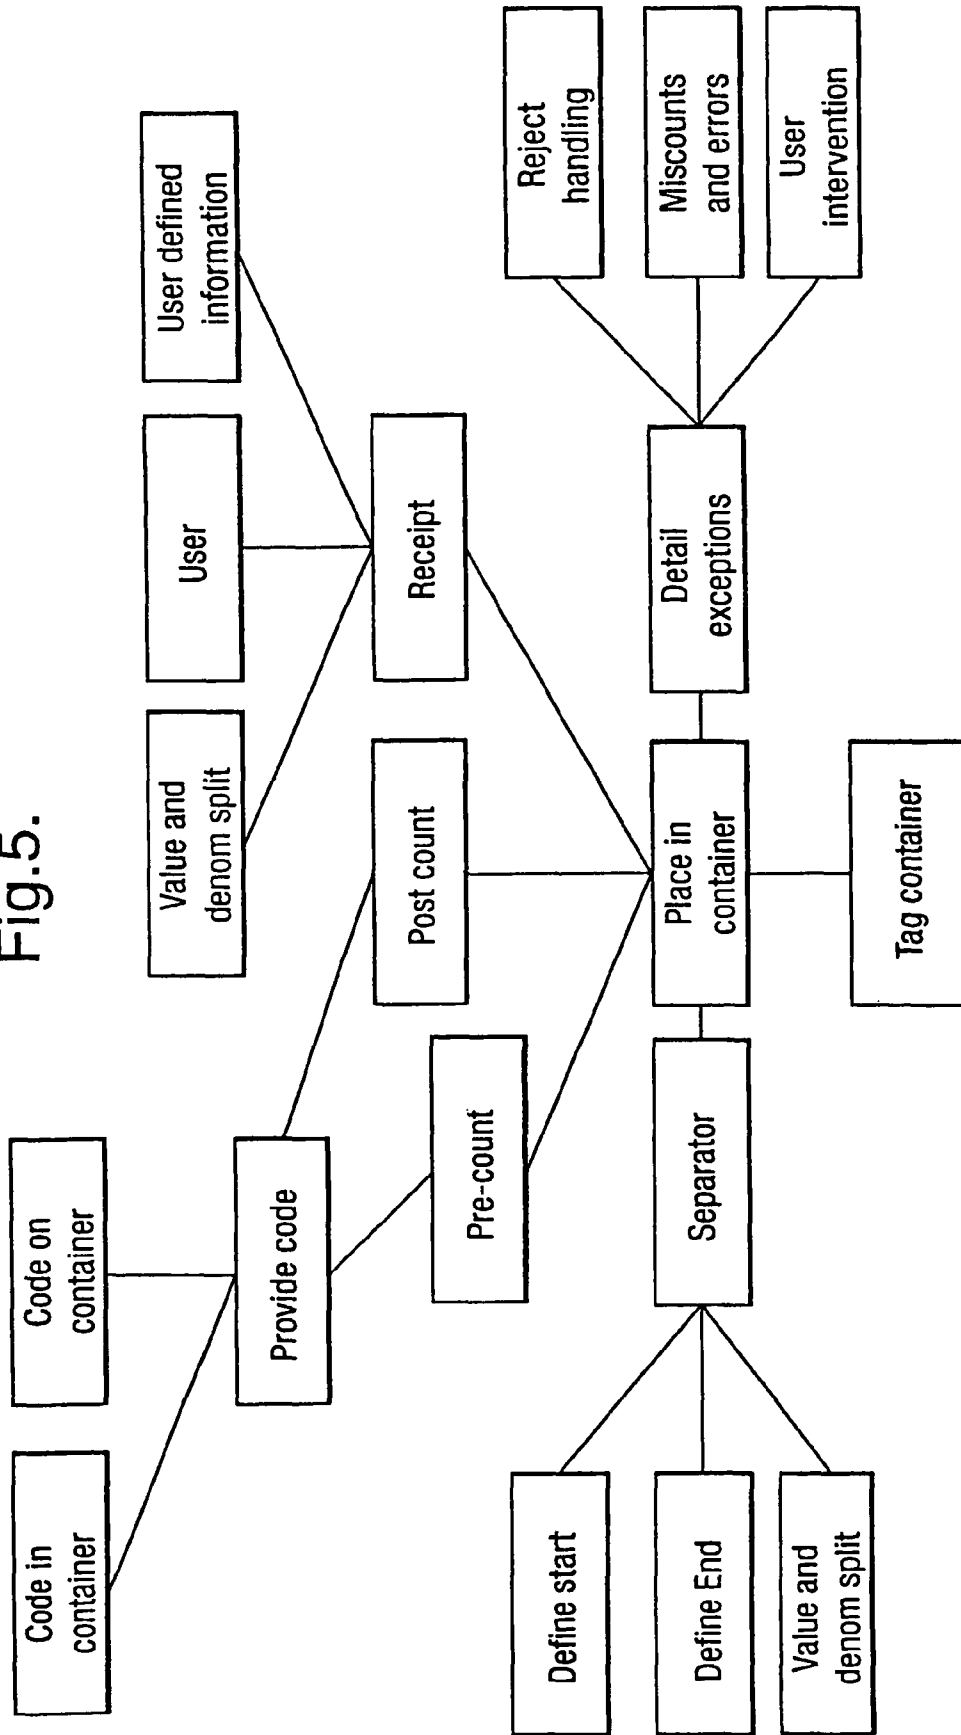 Fig.5.
Code in
container
Code on
container
Value and
denom split
User
User defined
information
Provide code
Pre-count
Post count
Receipt
Define start
Define End
Value and
denom split
Separator
Place in
container
Detail
exceptions
Reject
handling
Miscounts
and errors
User
intervention
Tag container